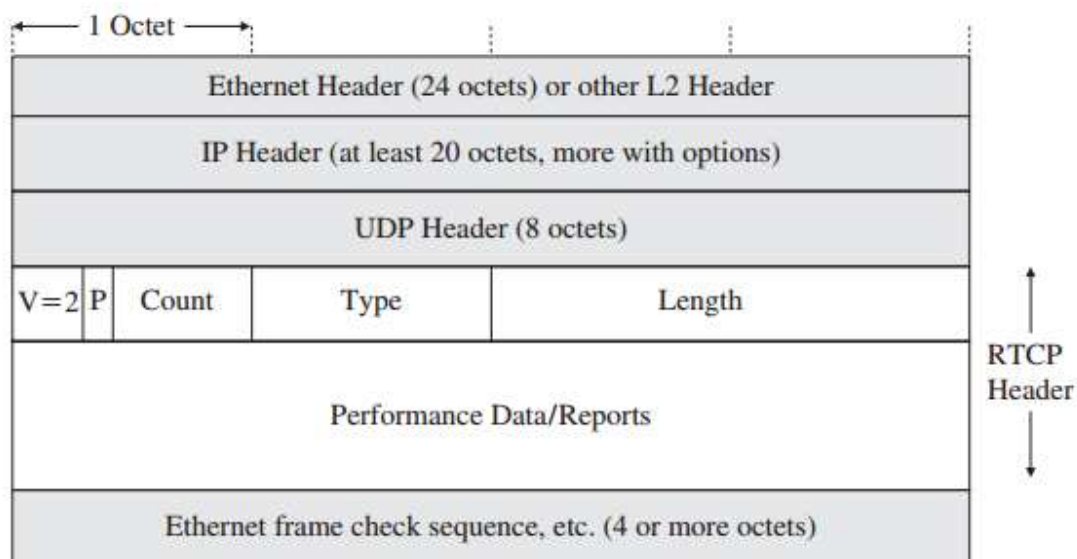 1 Octet
Ethernet Header (24 octets) or other L2 Header
IP Header (at least 20 octets, more with options)
UDP Header (8 octets)
V=2 P Count Type Length
RTCP
Header
Performance Data/Reports
Ethernet frame check sequence, etc. (4 or more octets)